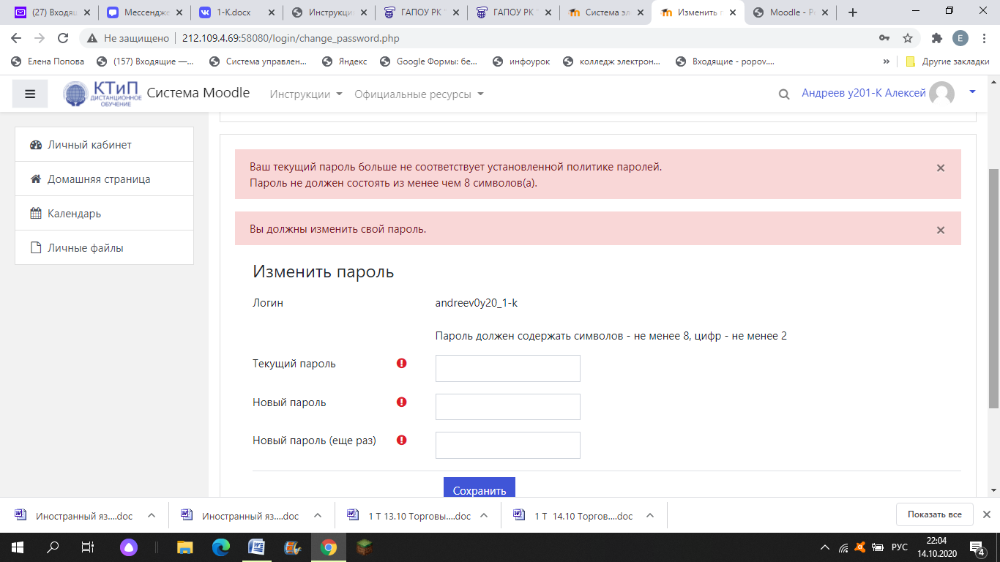 (27) Входящ
Мессендже
1-K.docx
Инструкци
ГАПОУ РК "
ГАПОУ РК "
Система эл
Изменить п
Moodle - Р
Не защищено
212.109.4.69:58080/login/change_password.php
E
Елена Попова
(157) Входящие —...
Система управлен...
Яндекс
Google Формы: бе...
инфоурок
колледж электрон...
Входящие - popov....
»
Другие закладки
КТиП
ДИСТАНЦИОННОЕ
ОБУЧЕНИЕ
Система Moodle
Инструкции
Официальные ресурсы
Андреев у201-К Алексей
Личный кабинет
Домашняя страница
Календарь
Личные файлы
Ваш текущий пароль больше не соответствует установленной политике паролей.
Пароль не должен состоять из менее чем 8 символов(а).
Вы должны изменить свой пароль.
Изменить пароль
Логин
andreev0y20_1-k
Пароль должен содержать символов - не менее 8, цифр - не менее 2
Текущий пароль
Новый пароль
Новый пароль (еще раз)
Сохранить
Иностранный яз....doc
Иностранный яз....doc
1 Т 13.10 Торговы....doc
1 Т 14.10 Торгов....doc
Показать все
РУС
22:04
14.10.2020
4